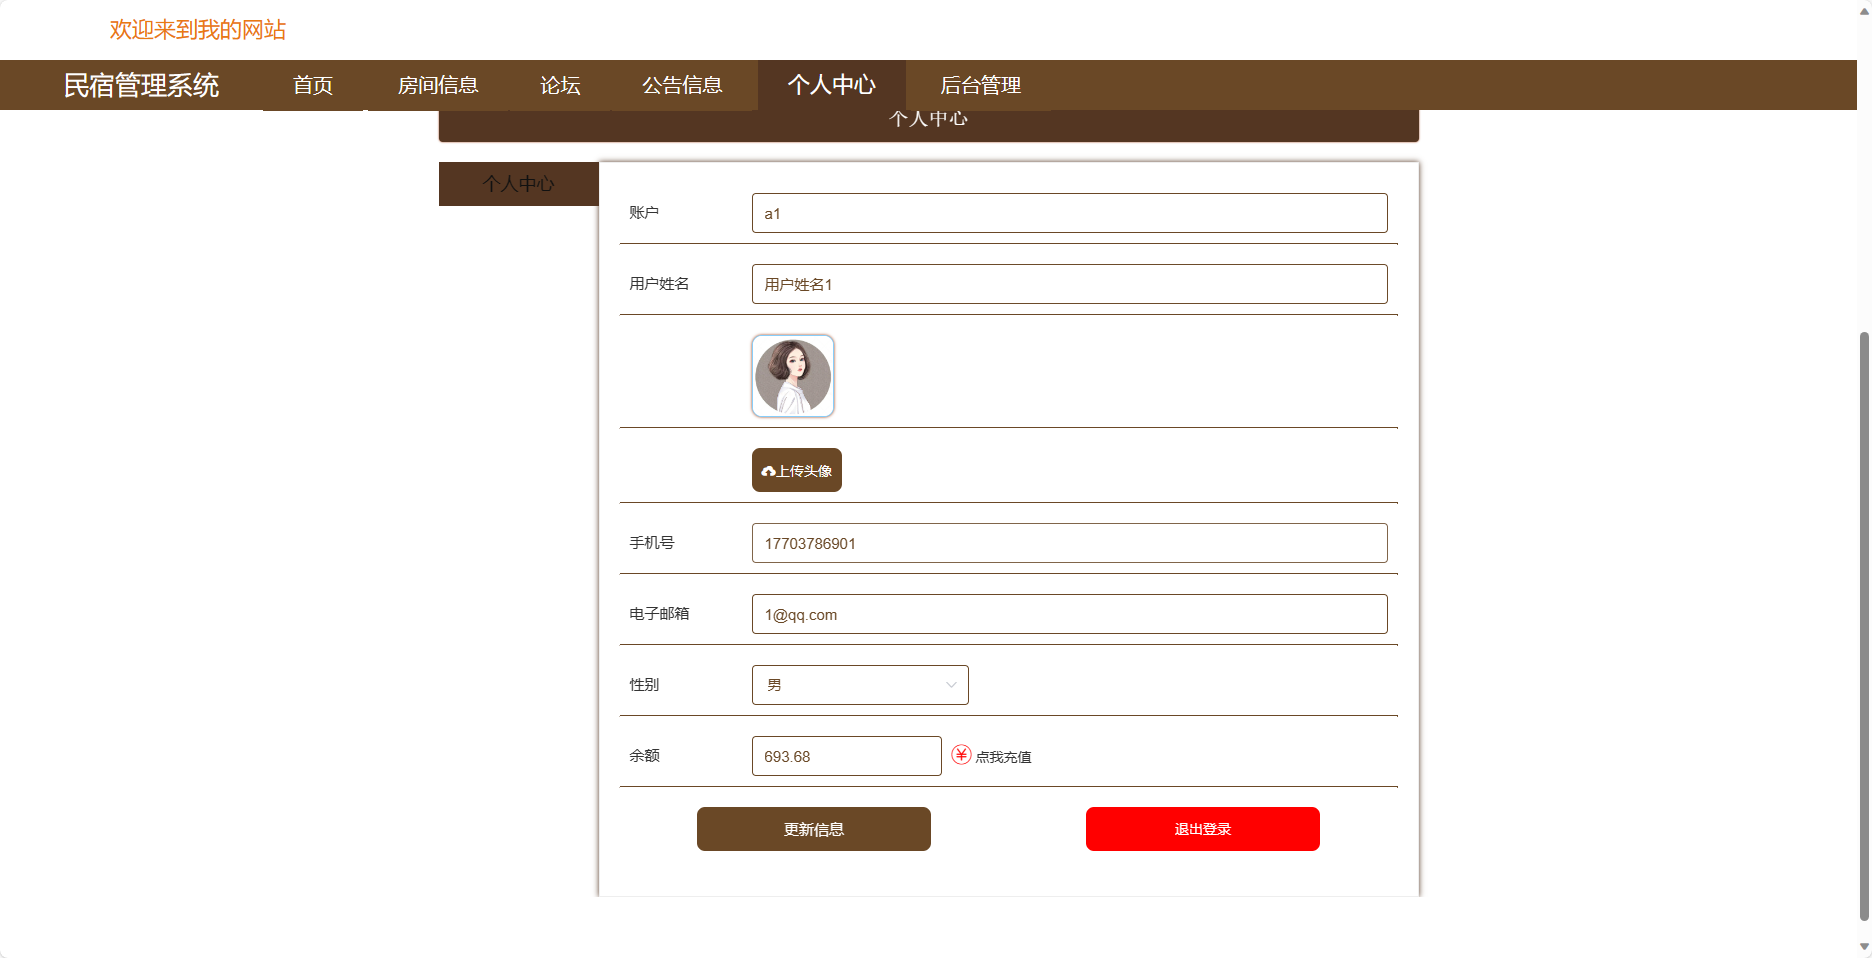 欢迎来到我的网站
民宿管理系统 首页 房间信息 论坛 公告信息 个人中心 后台管理
个人中心
个人中心
账户 a1
用户姓名 用户姓名1
上传头像
手机号 17703786901
电子邮箱 1@qq.com
性别 男
余额 693.68 点我充值
更新信息 退出登录